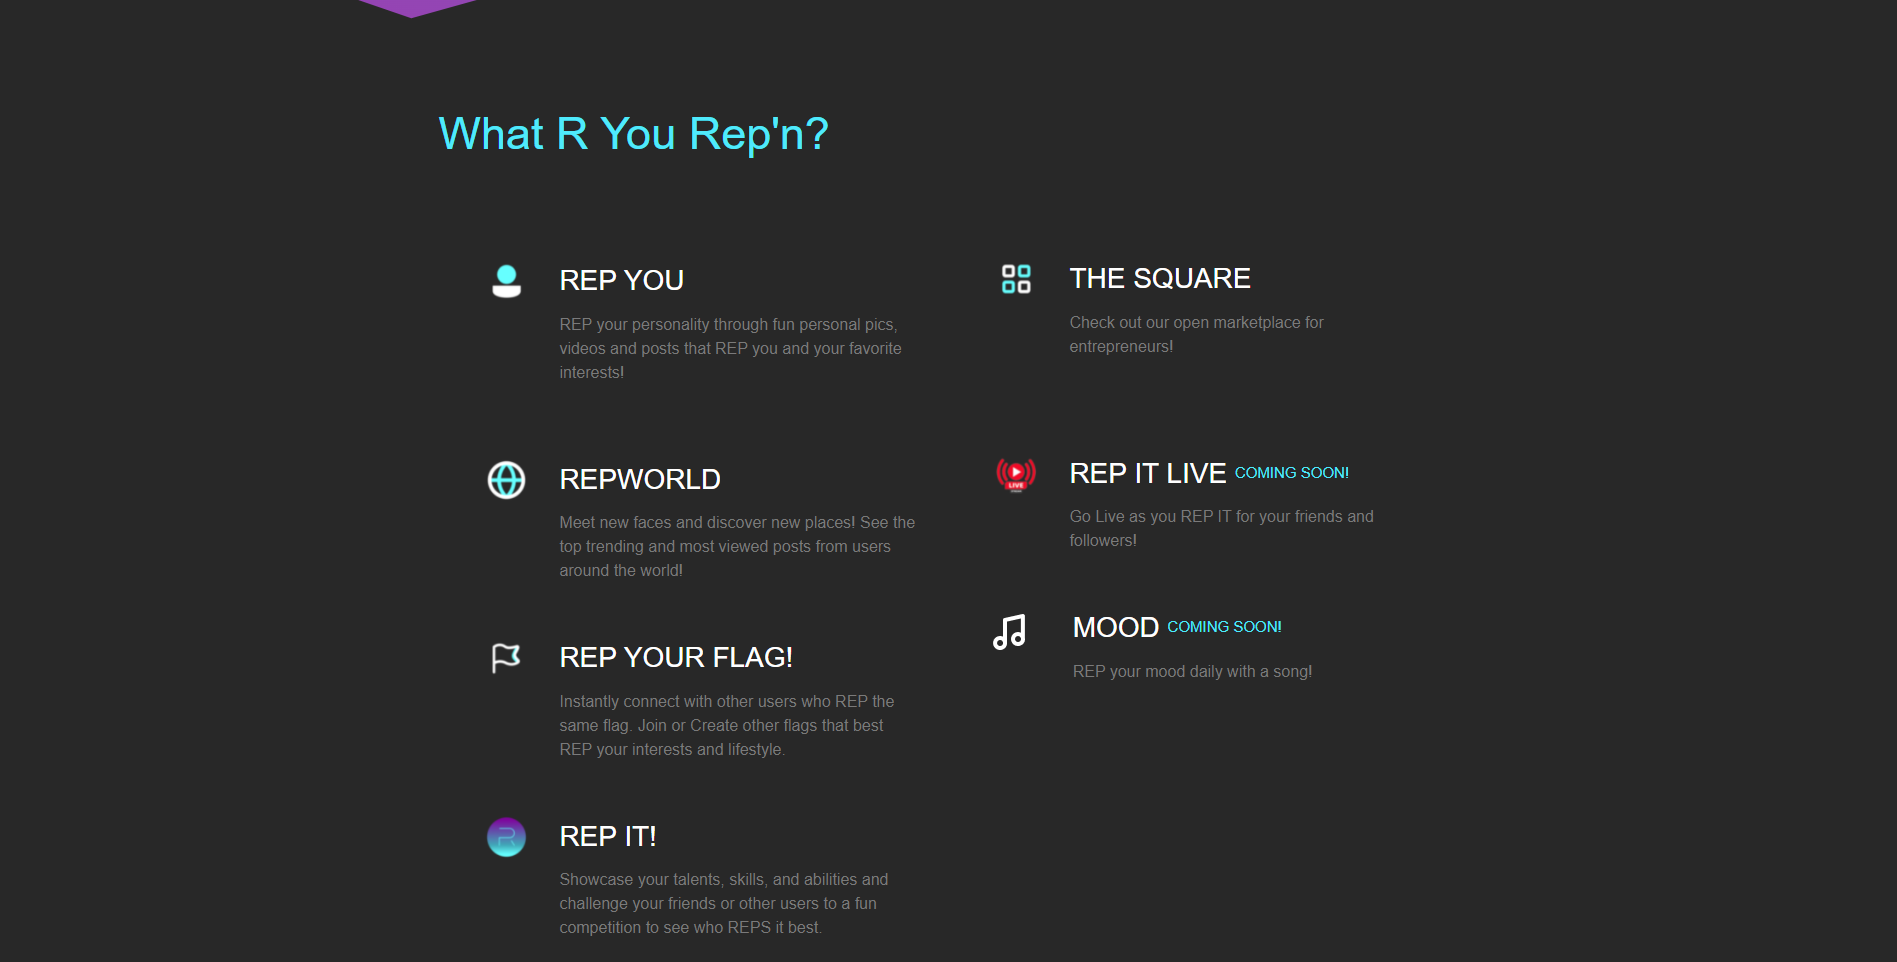 What R You Rep'n?
REP YOU
REP your personality through fun personal pics,
videos and posts that REP you and your favorite
interests!
REPWORLD
Meet new faces and discover new places! See the
top trending and most viewed posts from users
around the world!
REP YOUR FLAG!
Instantly connect with other users who REP the
same flag. Join or Create other flags that best
REP your interests and lifestyle.
R
REP IT!
Showcase your talents, skills, and abilities and
challenge your friends or other users to a fun
competition to see who REPS it best.
THE SQUARE
Check out our open marketplace for
entrepreneurs!
LIVE
REP IT LIVE COMING SOON!
Go Live as you REP IT for your friends and
followers!
MOOD COMING SOON!
REP your mood daily with a song!